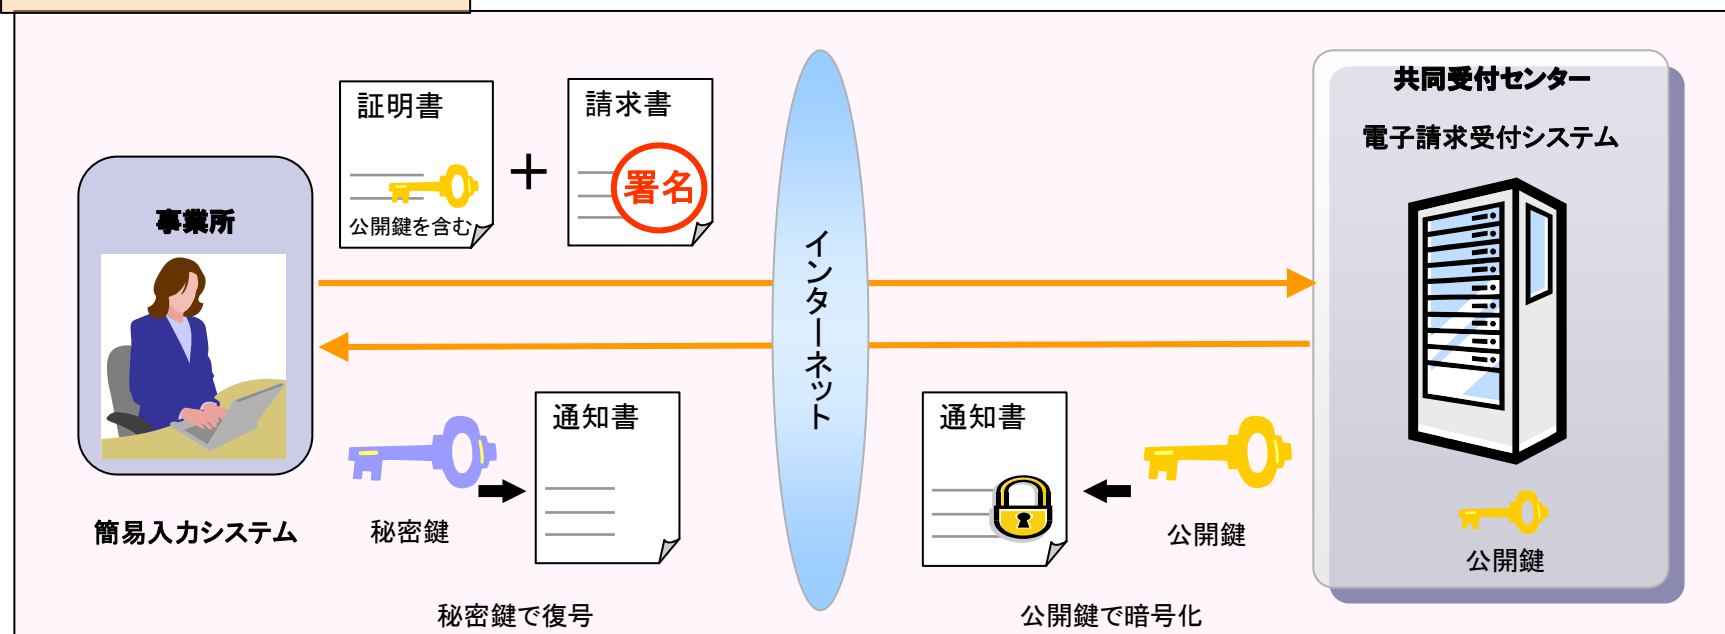 共同受付センター
電子請求受付システム
証明書
請求書
署名
公開鍵を含む
事業所
インターネット
通知書
通知書
簡易入力システム
秘密鍵
公開鍵
公開鍵
秘密鍵で復号
公開鍵で暗号化